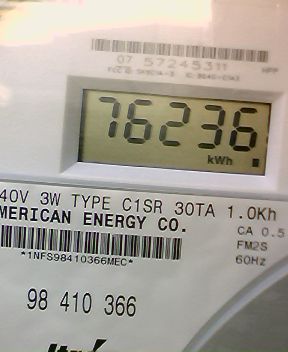 07 57245311
HPP
76236
kWh
40V 3W TYPE C1SR 30TA 1.0Kh
MERICAN ENERGY CO.
CA 0.5
FM2S
60Hz
*1NFS98410366MEC*
98 410 366